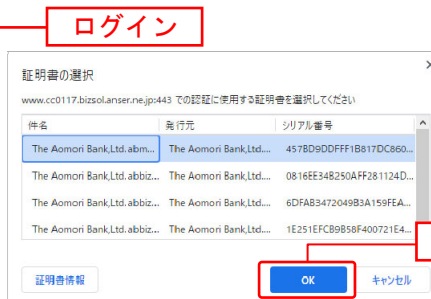 ログイン
証明書の選択
www.cc0117.bizsol.anser.ne.jp:443 での認証に使用する証明書を選択してください
件名 発行元 シリアル番号
The Aomori Bank,Ltd. abm... The Aomori Bank,Ltd.... 457BD9DDFFF1B817DC860...
The Aomori Bank,Ltd. abbiz... The Aomori Bank,Ltd.... 0816EE34B250AFF281124D...
The Aomori Bank,Ltd. abbiz... The Aomori Bank,Ltd.... 6DFAB3472049B3A159FEA...
The Aomori Bank,Ltd. abbiz... The Aomori Bank,Ltd.... 1E251EFCB9B58F400721E4...
証明書情報 OK キャンセル